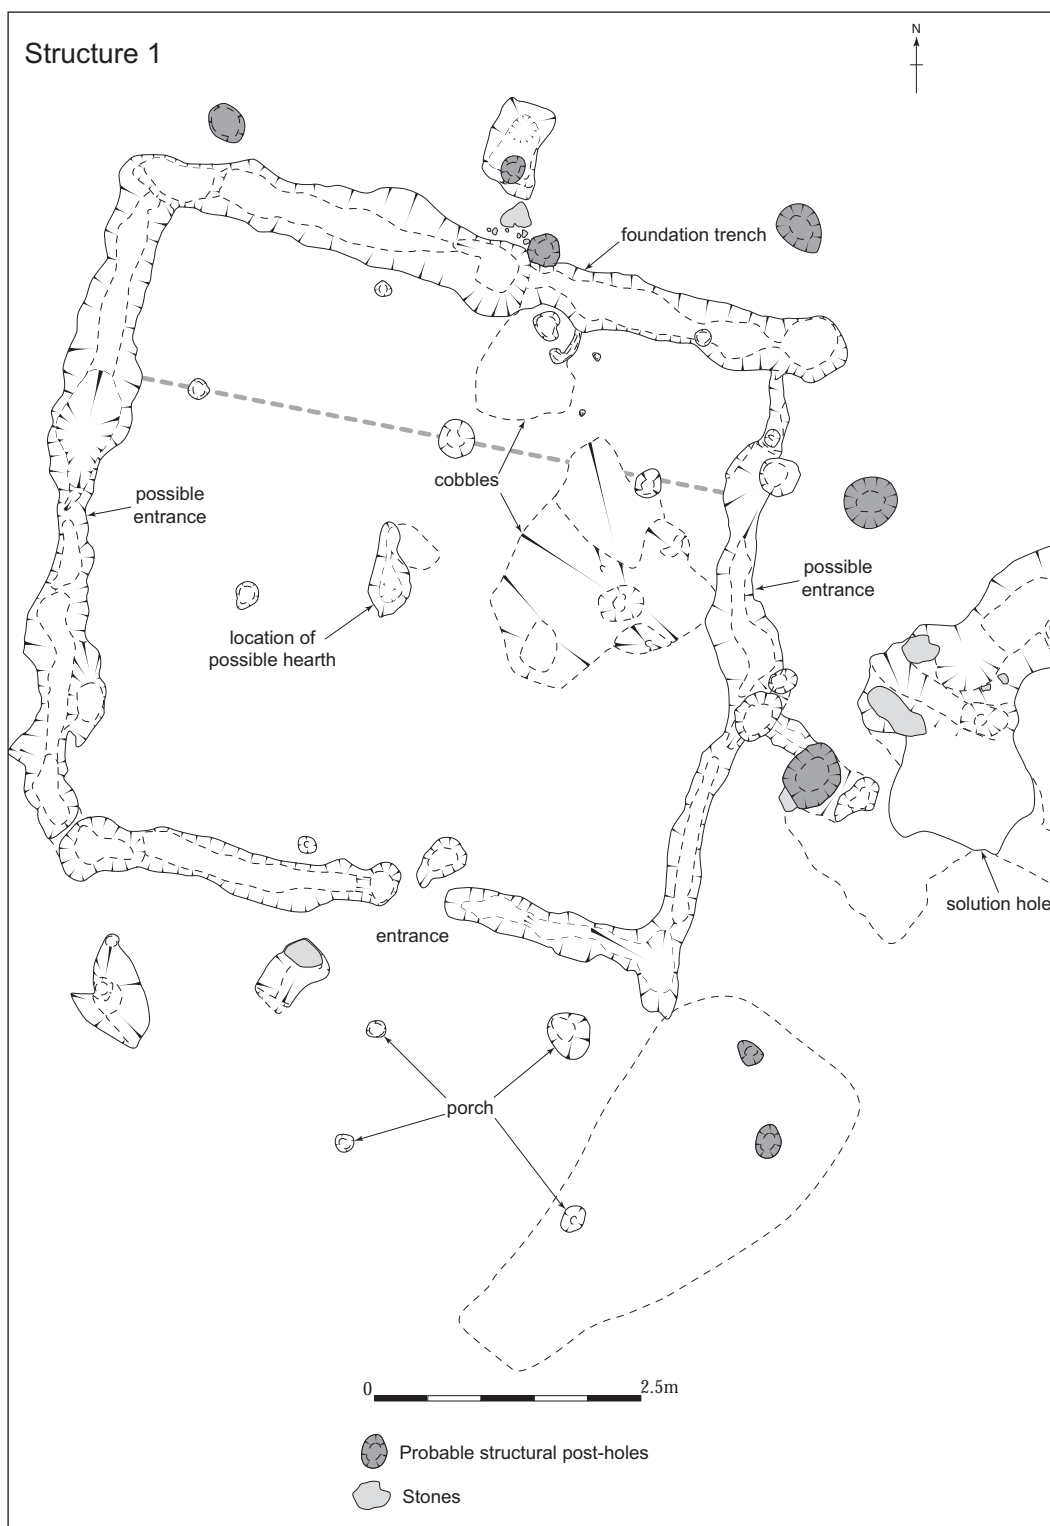 Structure 1
N
foundation trench
cobbles
possible
entrance
possible
entrance
location of
possible hearth
solution hole
entrance
porch
0
2.5m
Probable structural post-holes
Stones